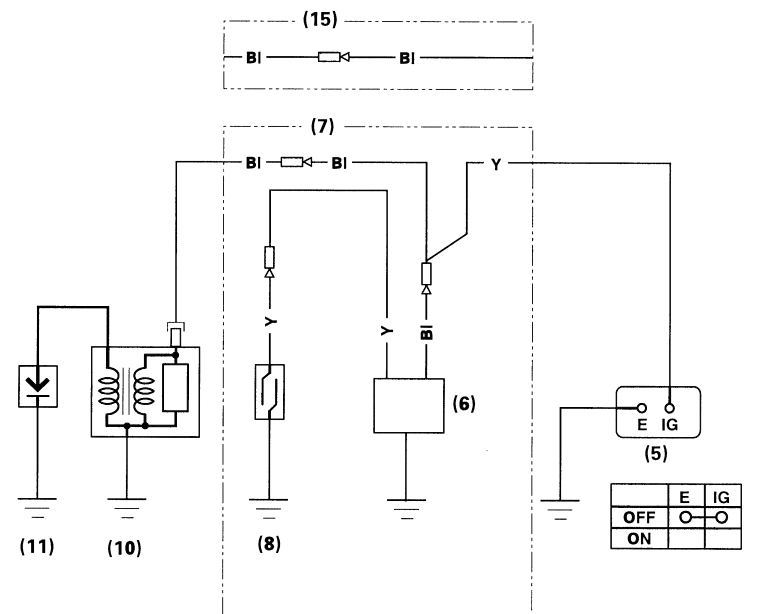 (15)
Bl Bl
(7)
Bl Bl Y
Y Y Bl
(6)
E IG
(5)
E IG
OFF
ON
(11) (10) (8)